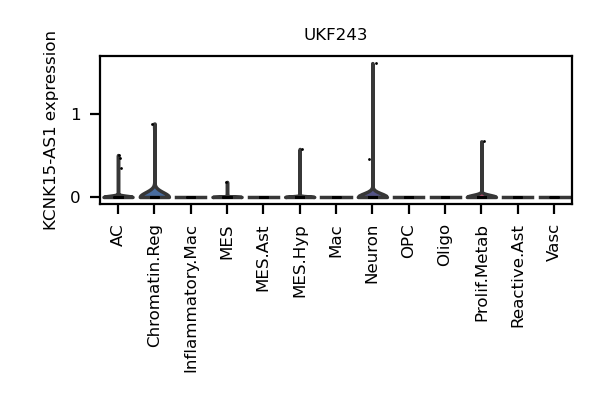 UKF243
KCNK15-AS1 expression
1
0
AC
Chromatin.Reg
Inflammatory.Mac
MES
MES.Ast
MES.Hyp
Mac
Neuron
OPC
Oligo
Prolif.Metab
Reactive.Ast
Vasc